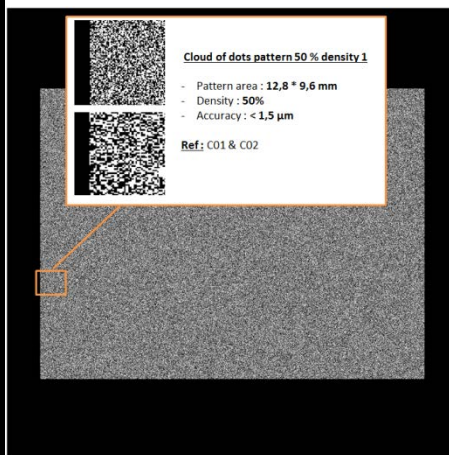 Cloud of dots pattern 50 % density 1
- Pattern area : 12,8 * 9,6 mm
- Density : 50%
- Accuracy : < 1,5 µm
Ref : C01 & C02